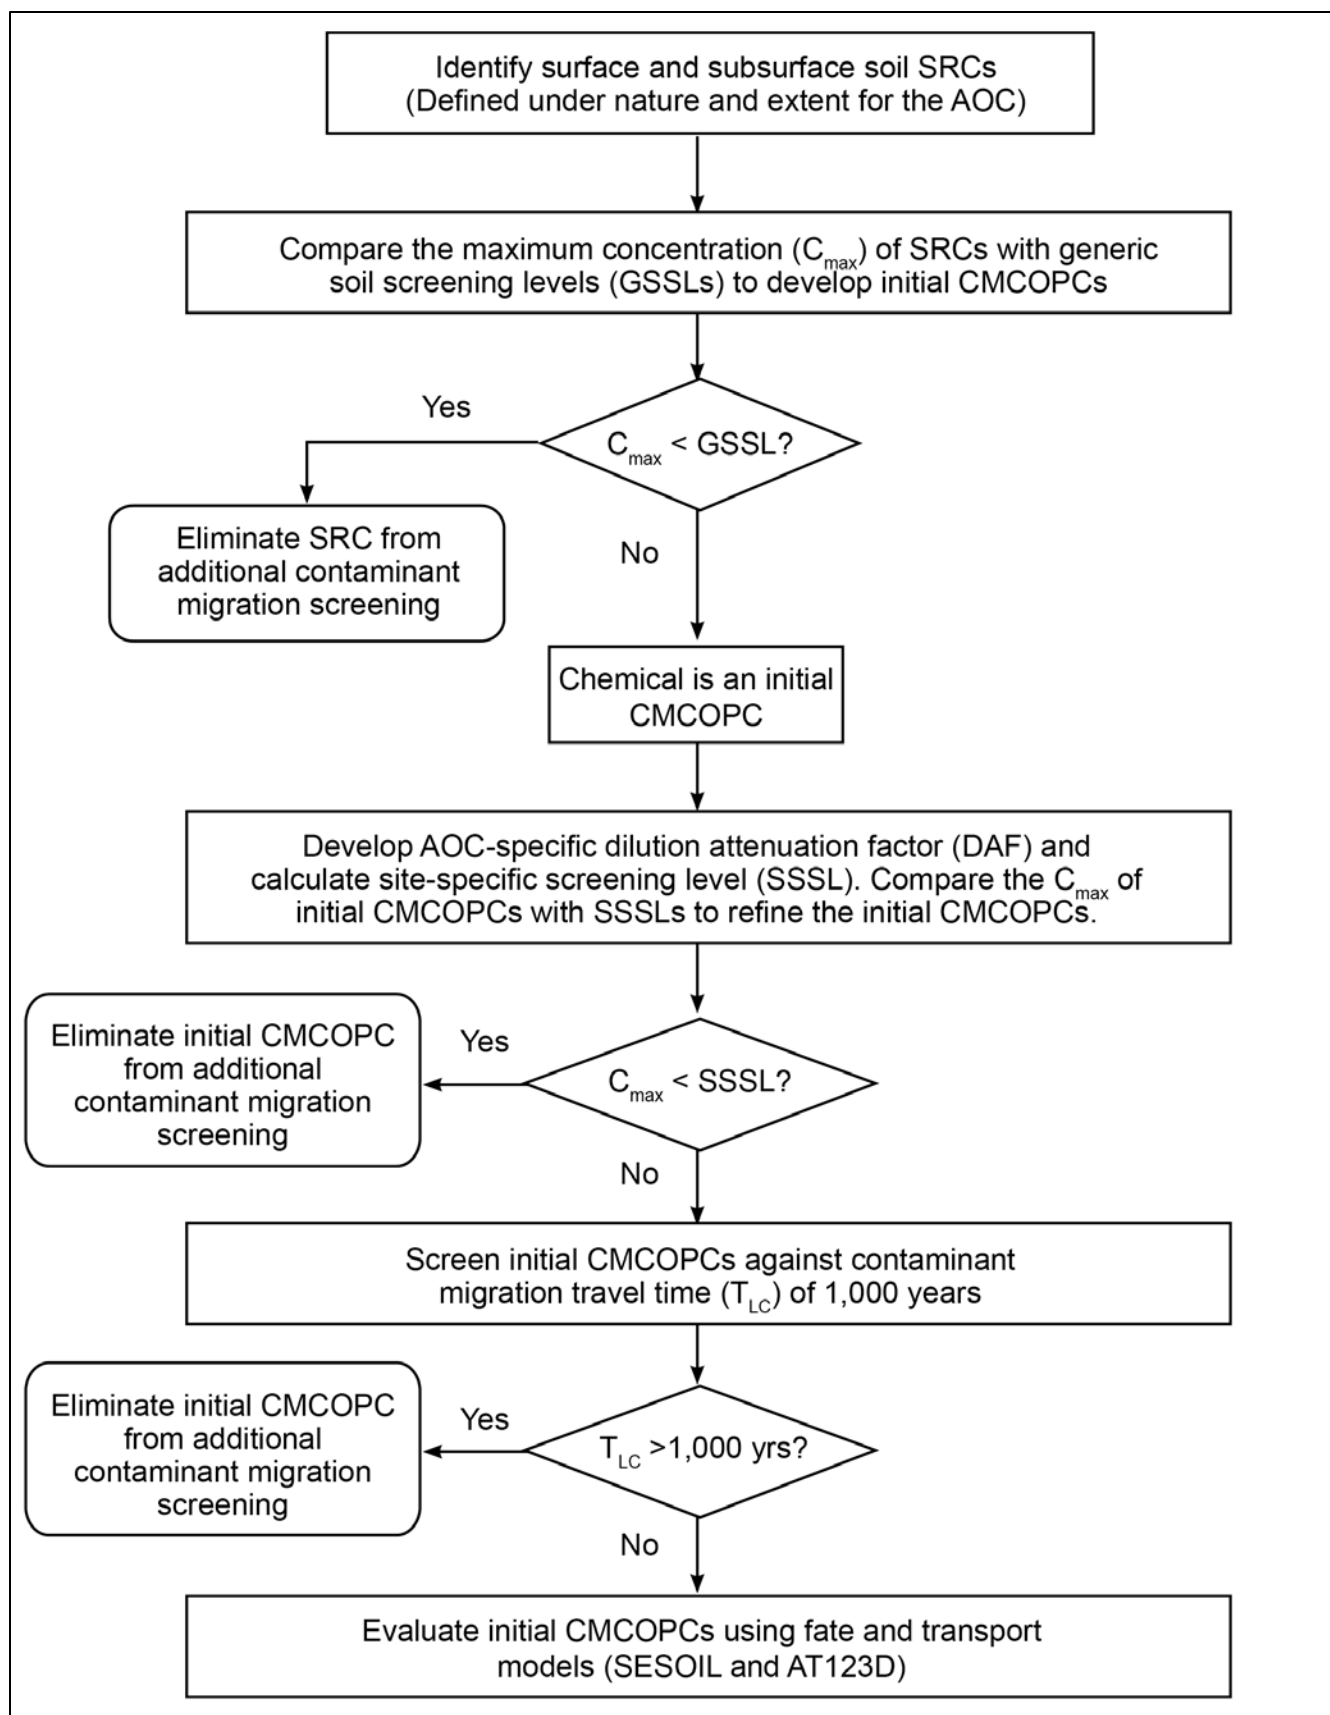 Identify surface and subsurface soil SRCs
(Defined under nature and extent for the AOC)
Compare the maximum concentration (Cmax) of SRCs with generic
soil screening levels (GSSLs) to develop initial CMCOPCs
Yes
Cmax < GSSL?
Eliminate SRC from
additional contaminant
migration screening
No
Chemical is an initial
CMCOPC
Develop AOC-specific dilution attenuation factor (DAF) and
calculate site-specific screening level (SSSL). Compare the Cmax of
initial CMCOPCs with SSSLs to refine the initial CMCOPCs.
Eliminate initial CMCOPC
from additional
contaminant migration
screening
Yes
Cmax < SSSL?
No
Screen initial CMCOPCs against contaminant
migration travel time (TLC) of 1,000 years
Eliminate initial CMCOPC
from additional
contaminant migration
screening
Yes
TLC >1,000 yrs?
No
Evaluate initial CMCOPCs using fate and transport
models (SESOIL and AT123D)